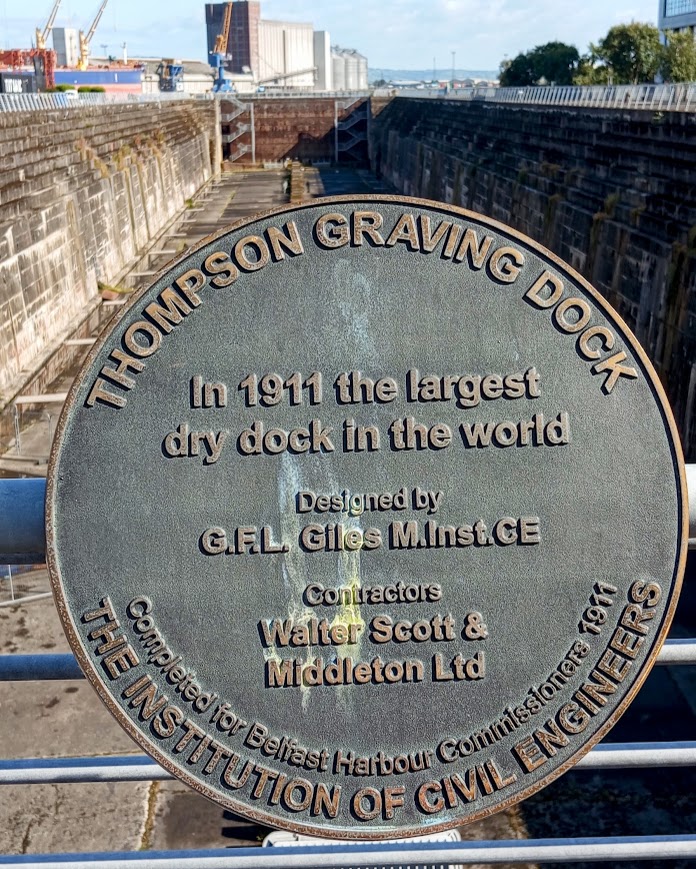 THOMPSON GRAVING DOCK
In 1911 the largest
dry dock in the world
Designed by
G.F.L. Giles M.Inst.CE
Contractors
Walter Scott &
Middleton Ltd
Completed for Belfast Harbour Commissioners 1911
THE INSTITUTION OF CIVIL ENGINEERS